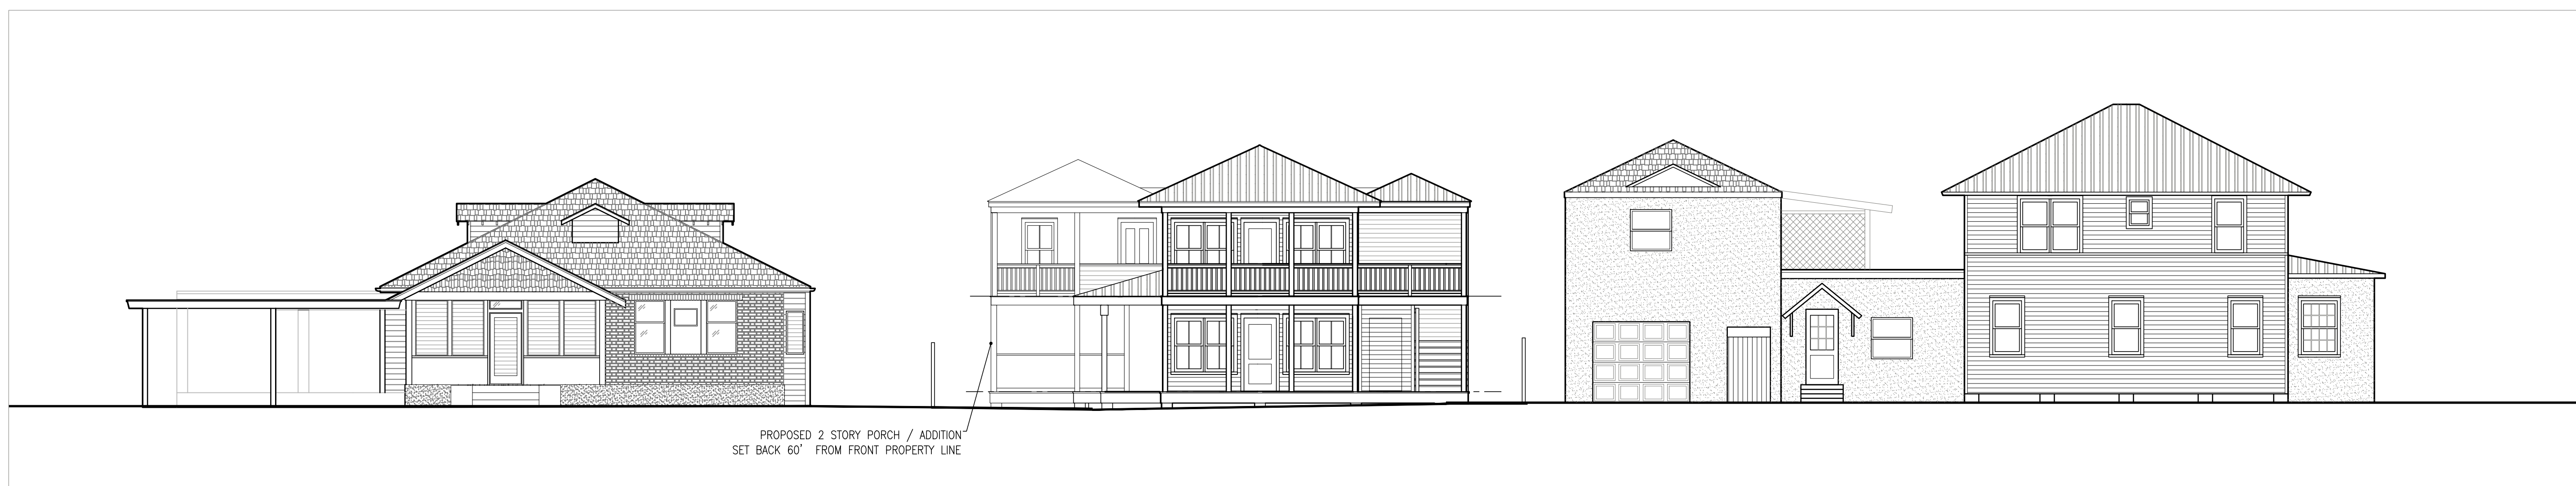 PROPOSED 2 STORY PORCH / ADDITION
SET BACK 60' FROM FRONT PROPERTY LINE